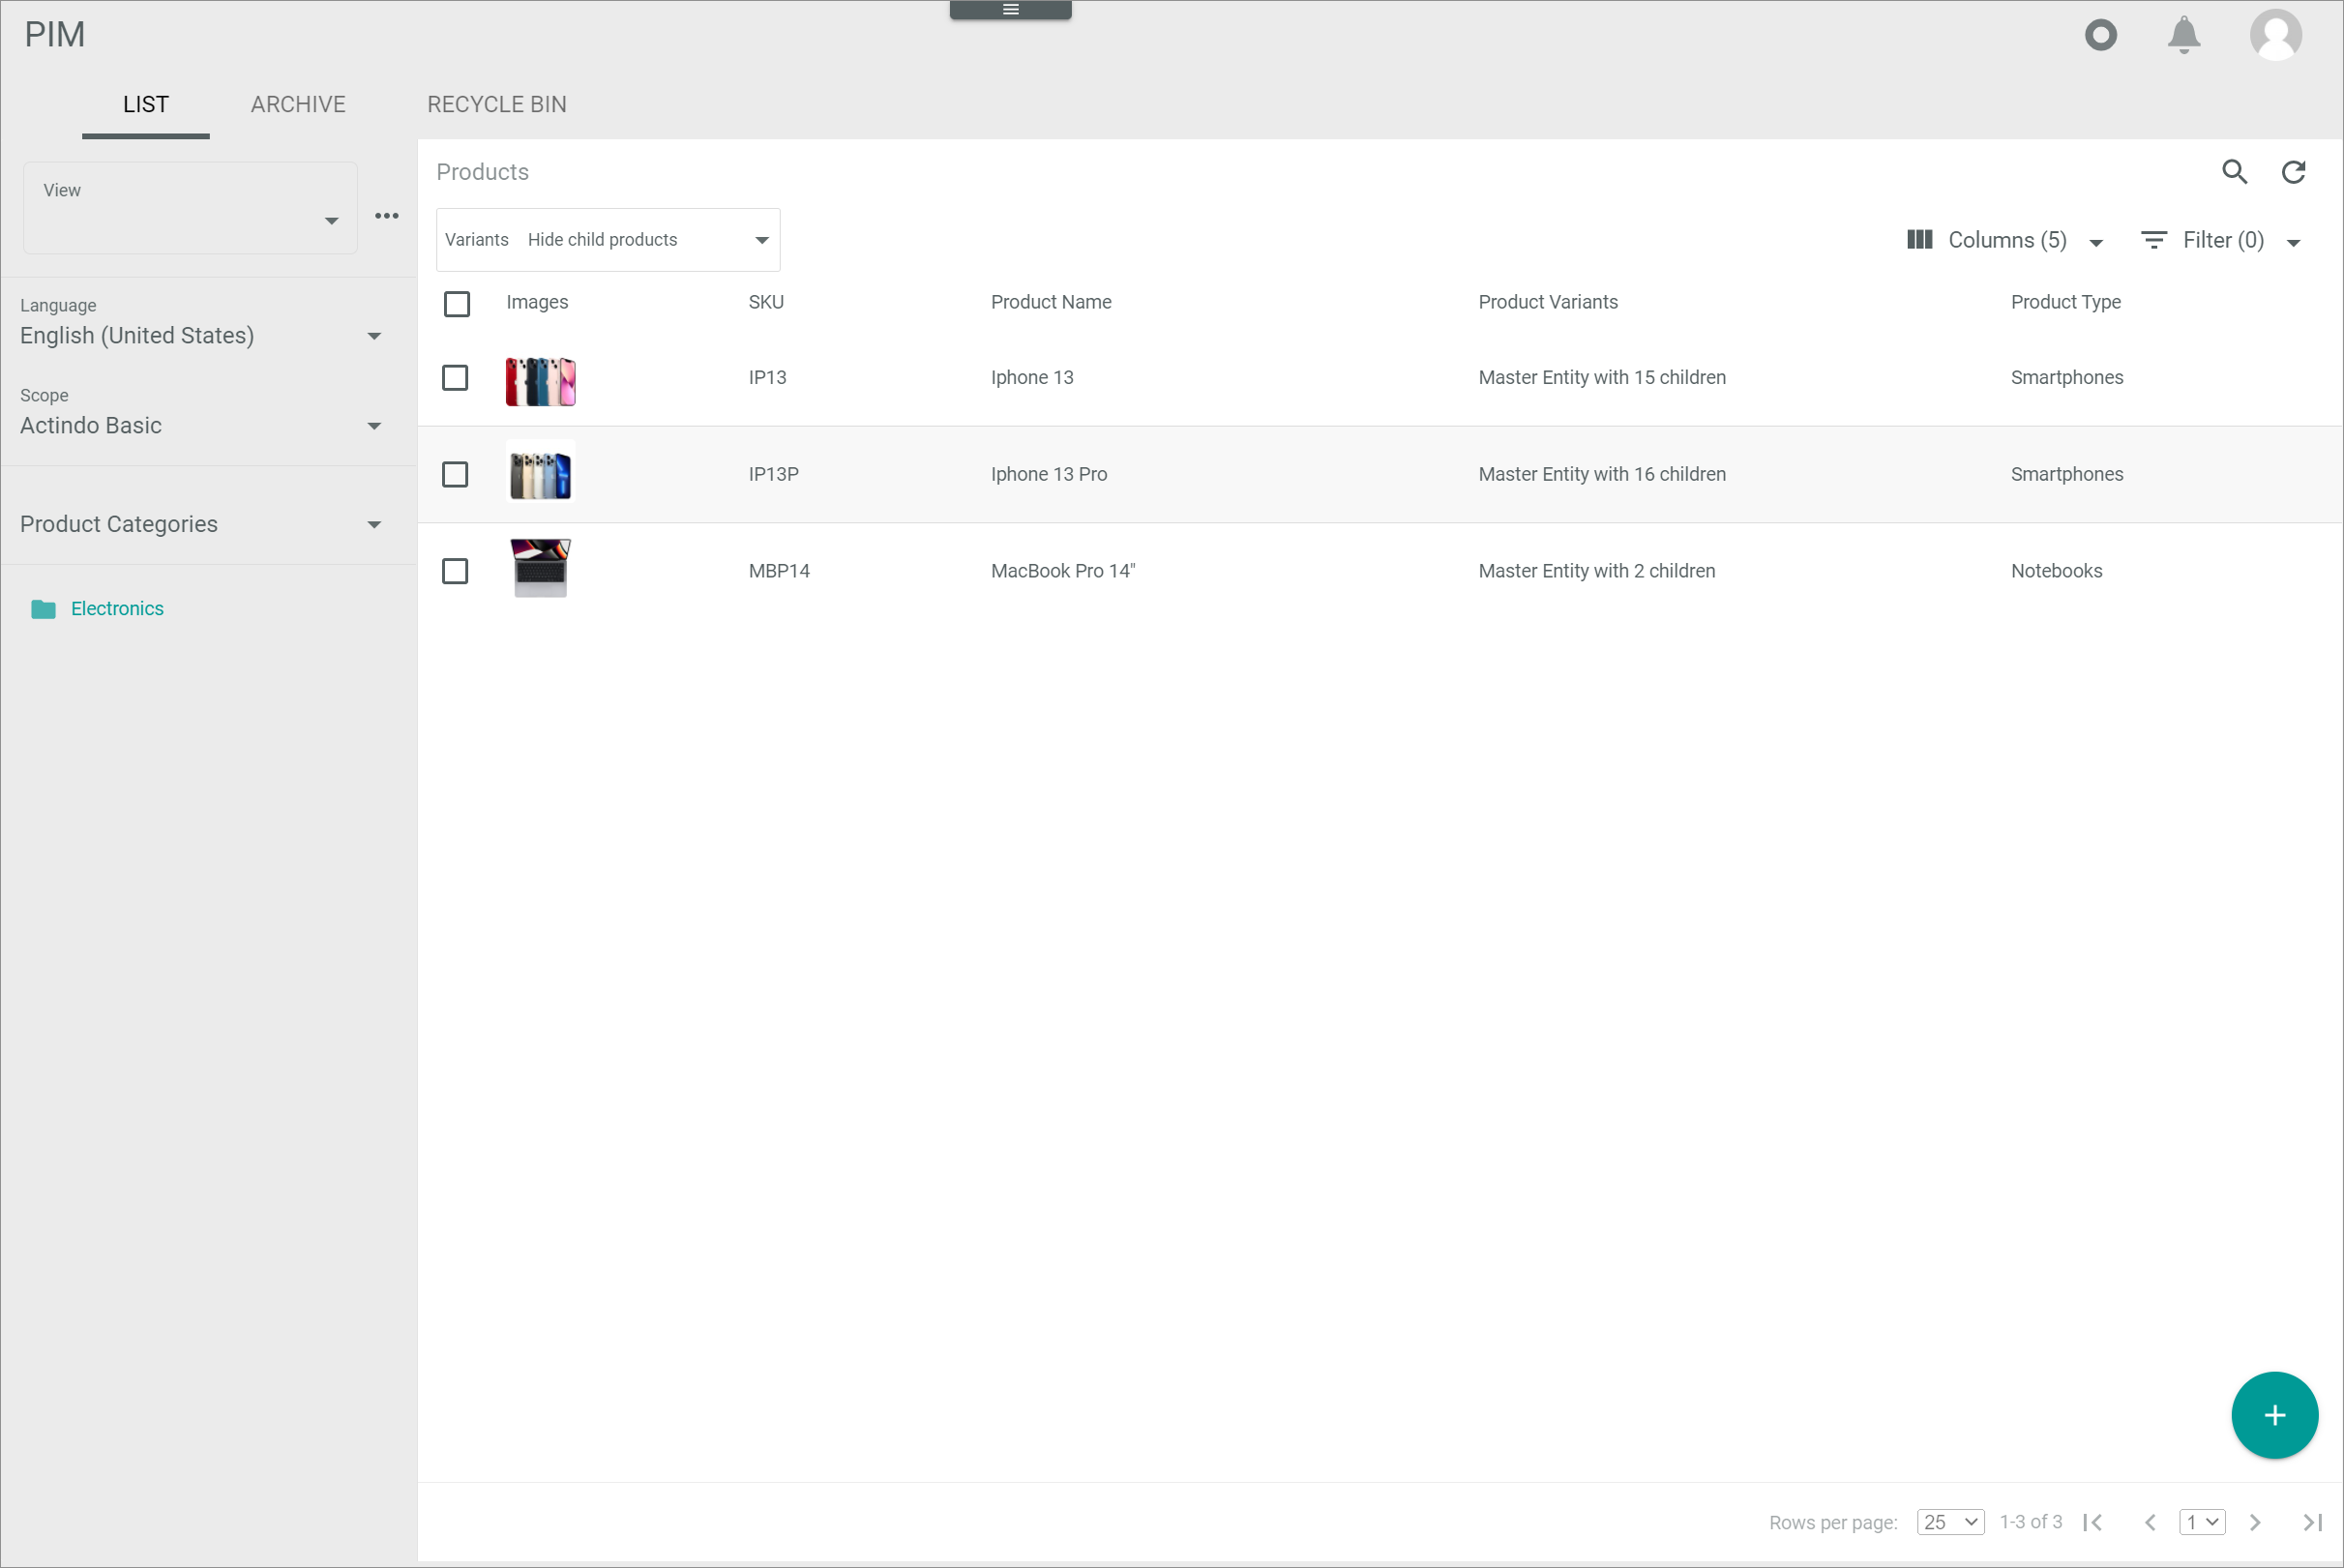 PIM
LIST ARCHIVE RECYCLE BIN
View
Language
English (United States)
Scope
Actindo Basic
Product Categories
Electronics
Products
Variants Hide child products
Columns (5) Filter (0)
Images SKU Product Name Product Variants Product Type
IP13 Iphone 13 Master Entity with 15 children Smartphones
IP13P Iphone 13 Pro Master Entity with 16 children Smartphones
MBP14 MacBook Pro 14" Master Entity with 2 children Notebooks
Rows per page: 25 1-3 of 3 1